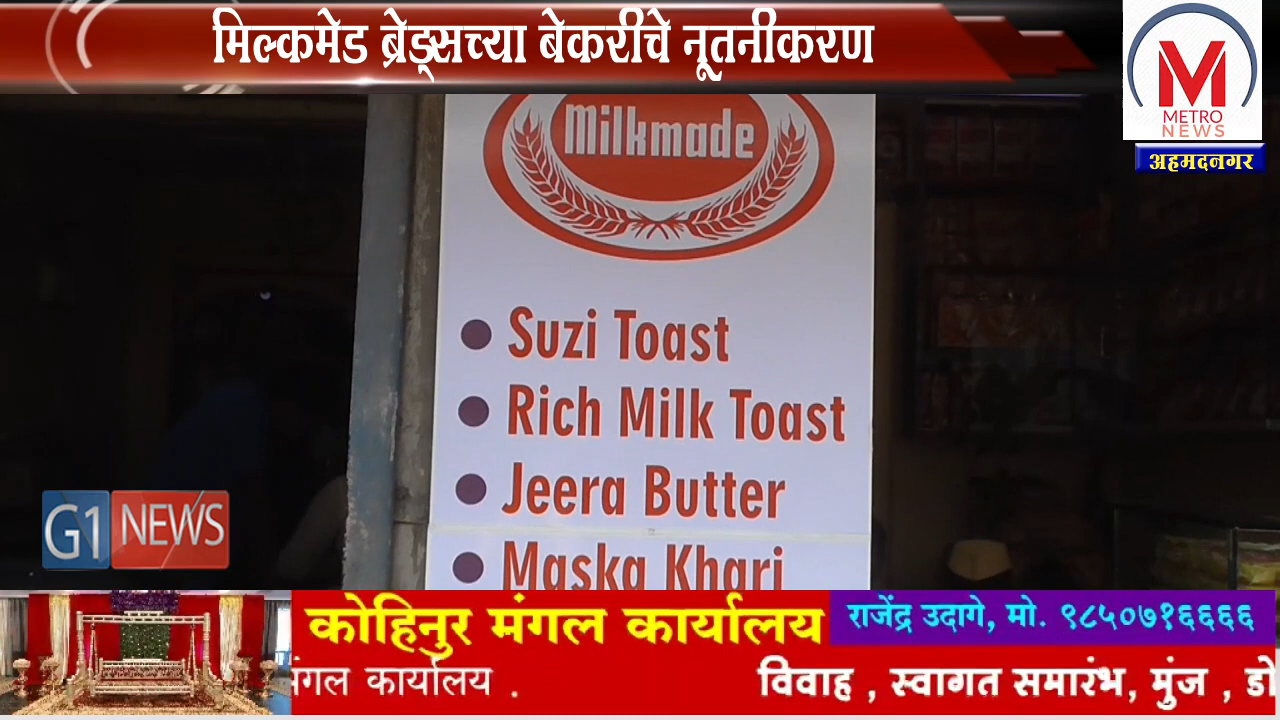 मिल्कमेड ब्रेड्सच्या बेकरीचे नूतनीकरण
M
METRO
NEWS
अहमदनगर
Milkmade
Suzi Toast
Rich Milk Toast
Jeera Butter
Maska Khari
G1 NEWS
कोहिनुर मंगल कार्यालय
राजेंद्र उदागे, मो. ९८५०७१६६६६
मंगल कार्यालय . विवाह , स्वागत समारंभ, मुंज ,